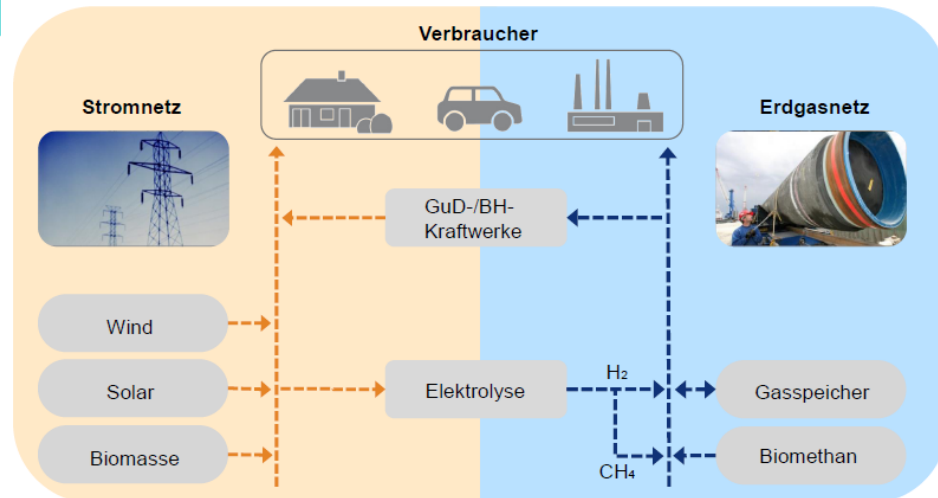 Verbraucher
Stromnetz
Erdgasnetz
GuD-/BH-
Kraftwerke
Wind
Solar
Elektrolyse
H₂
Gasspeicher
Biomasse
CH₄
Biomethan